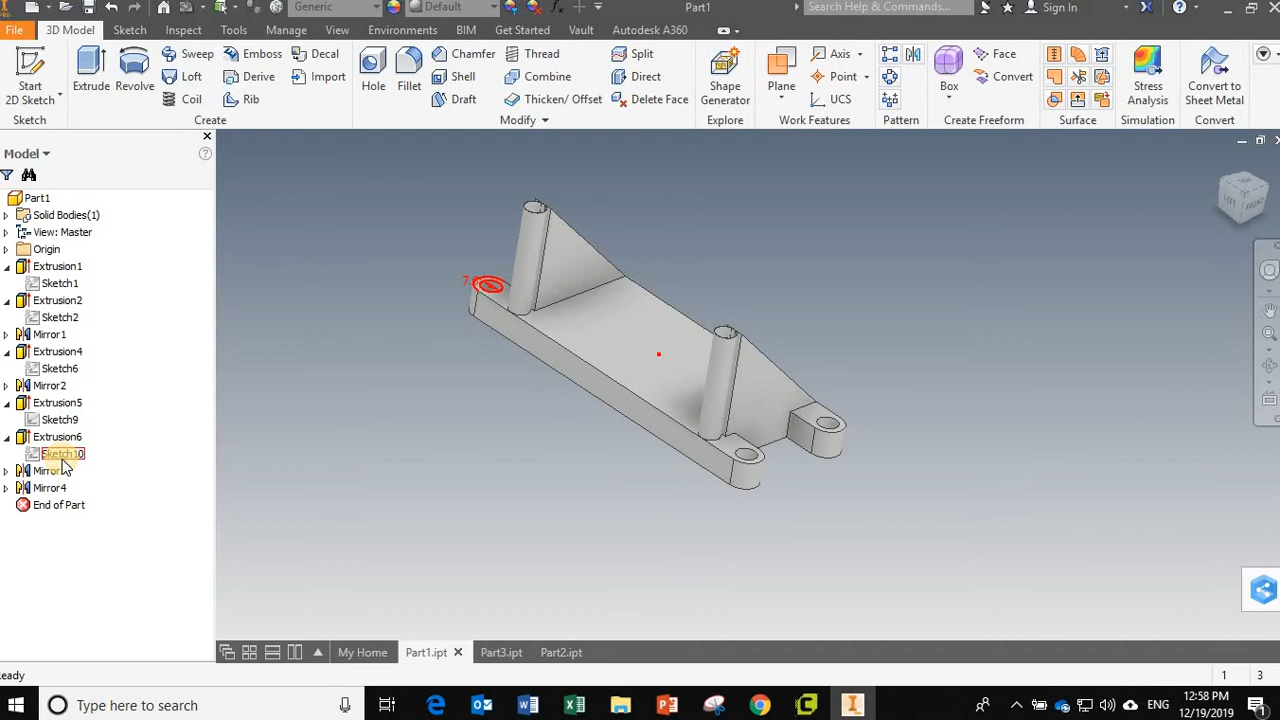 PRO
Generic
Default
fx
Part1
Search Help & Commands...
Sign In
File
3D Model
Sketch
Inspect
Tools
Manage
View
Environments
BIM
Get Started
Vault
Autodesk A360
Start
2D Sketch
Sketch
Extrude
Revolve
Sweep
Loft
Coil
Emboss
Derive
Rib
Decal
Import
Create
Hole
Fillet
Chamfer
Shell
Draft
Thread
Combine
Thicken/ Offset
Split
Direct
Delete Face
Modify
Shape
Generator
Explore
Plane
Axis
Point
UCS
Work Features
Pattern
Box
Face
Convert
Create Freeform
Surface
Stress
Analysis
Simulation
Convert to
Sheet Metal
Convert
Model
Part1
Solid Bodies(1)
View: Master
Origin
Extrusion1
Sketch1
Extrusion2
Sketch2
Mirror1
Extrusion4
Sketch6
Mirror2
Extrusion5
Sketch9
Extrusion6
Sketch10
Mirror
Mirror4
End of Part
FRONT
My Home
Part1.ipt
Part3.ipt
Part2.ipt
eady
1
3
Type here to search
ENG
12:58 PM
12/19/2019